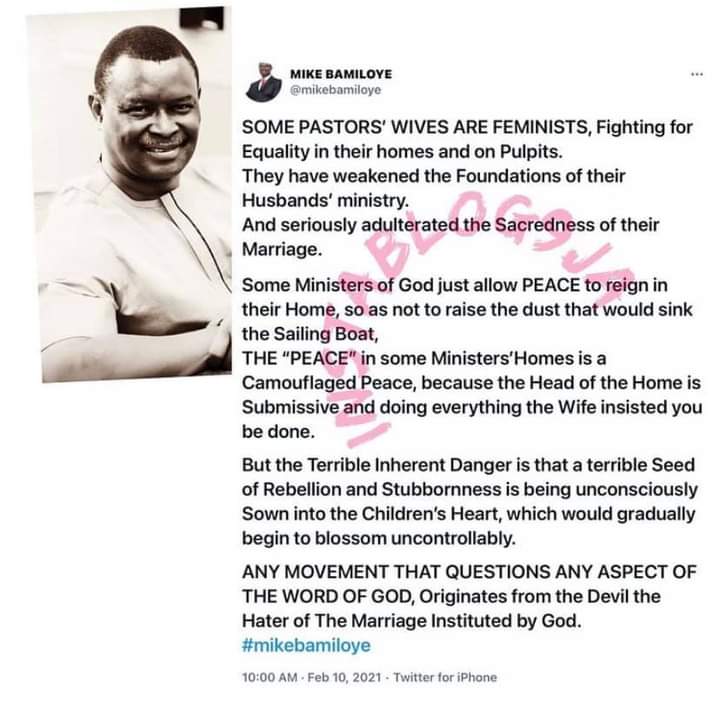 MIKE BAMILOYE
@mikebamiloye
SOME PASTORS' WIVES ARE FEMINISTS, Fighting for
Equality in their homes and on Pulpits.
They have weakened the Foundations of their
Husbands' ministry.
And seriously adulterated the Sacredness of their
Marriage.
Some Ministers of God just allow PEACE to reign in
their Home, so as not to raise the dust that would sink
the Sailing Boat,
THE “PEACE” in some Ministers'Homes is a
Camouflaged Peace, because the Head of the Home is
Submissive and doing everything the Wife insisted you
be done.
But the Terrible Inherent Danger is that a terrible Seed
of Rebellion and Stubbornness is being unconsciously
Sown into the Children's Heart, which would gradually
begin to blossom uncontrollably.
ANY MOVEMENT THAT QUESTIONS ANY ASPECT OF
THE WORD OF GOD, Originates from the Devil the
Hater of The Marriage Instituted by God.
#mikebamiloye
10:00 AM · Feb 10, 2021 · Twitter for iPhone
INSTABLOG9JA